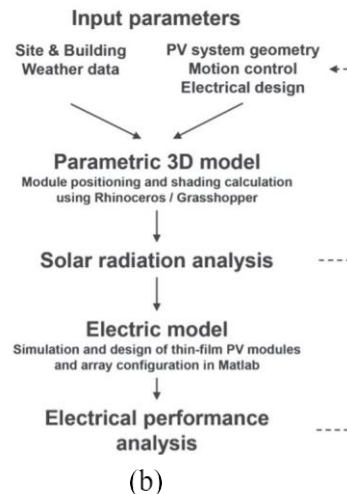 Input parameters
Site & Building
Weather data
PV system geometry
Motion control
Electrical design
Parametric 3D model
Module positioning and shading calculation
using Rhinoceros / Grasshopper
Solar radiation analysis
Electric model
Simulation and design of thin-film PV modules
and array configuration in Matlab
Electrical performance
analysis
(b)